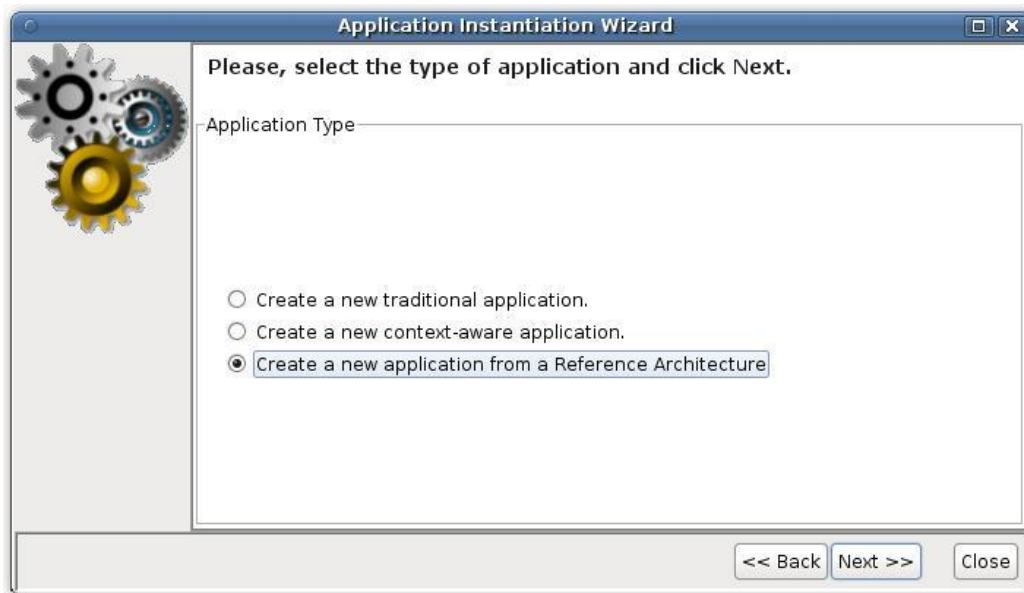 Application Instantiation Wizard
Please, select the type of application and click Next.
Application Type
Create a new traditional application.
Create a new context-aware application.
Create a new application from a Reference Architecture
<< Back Next >> Close